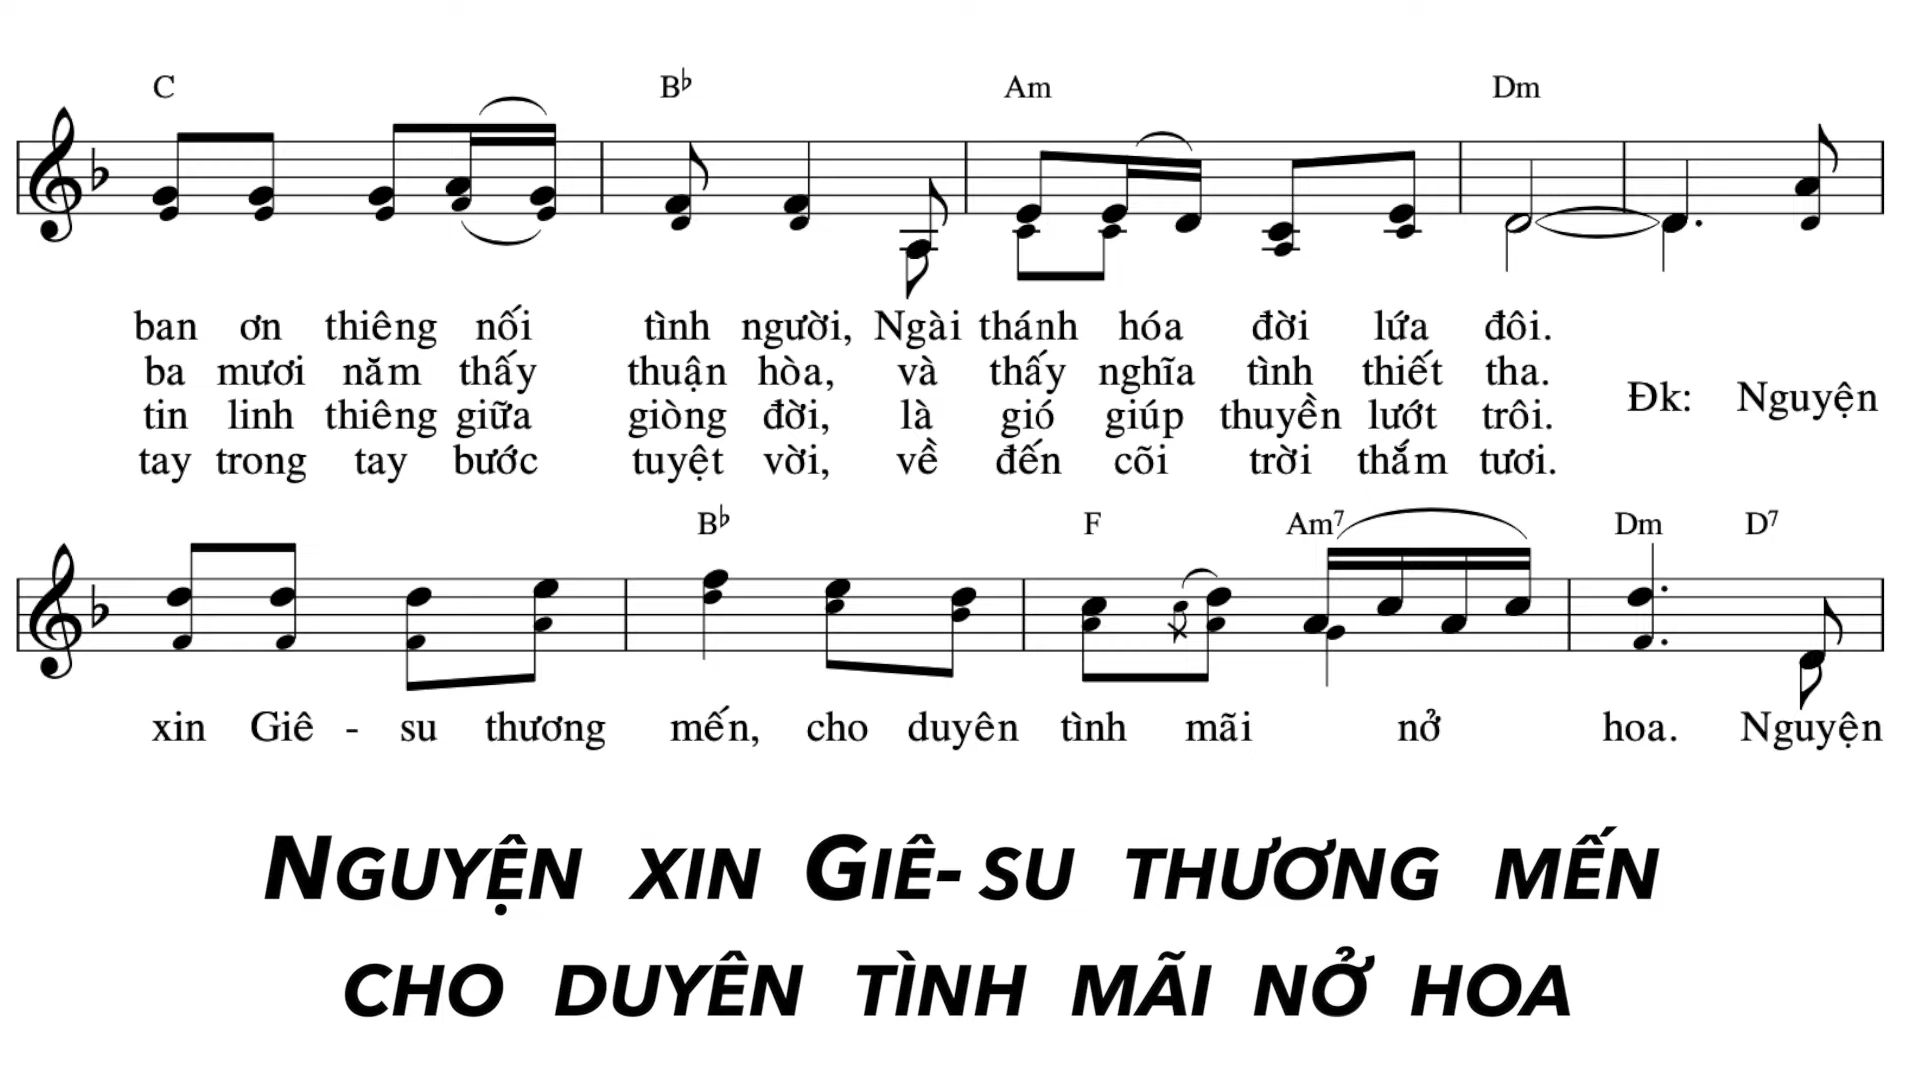 C B♭ Am Dm
ban ơn thiêng nối tình người, Ngài thánh hóa đời lứa đôi.
ba mươi năm thấy thuận hòa, và thấy nghĩa tình thiết tha.
Đk: Nguyện
tin linh thiêng giữa giòng đời, là gió giúp thuyền lướt trôi.
tay trong tay bước tuyệt vời, về đến cõi trời thắm tươi.
B♭ F Am7 Dm D7
xin Giê - su thương mến, cho duyên tình mãi nở hoa. Nguyện
NGUYỆN XIN GIÊ- SU THƯƠNG MẾN
CHO DUYÊN TÌNH MÃI NỞ HOA